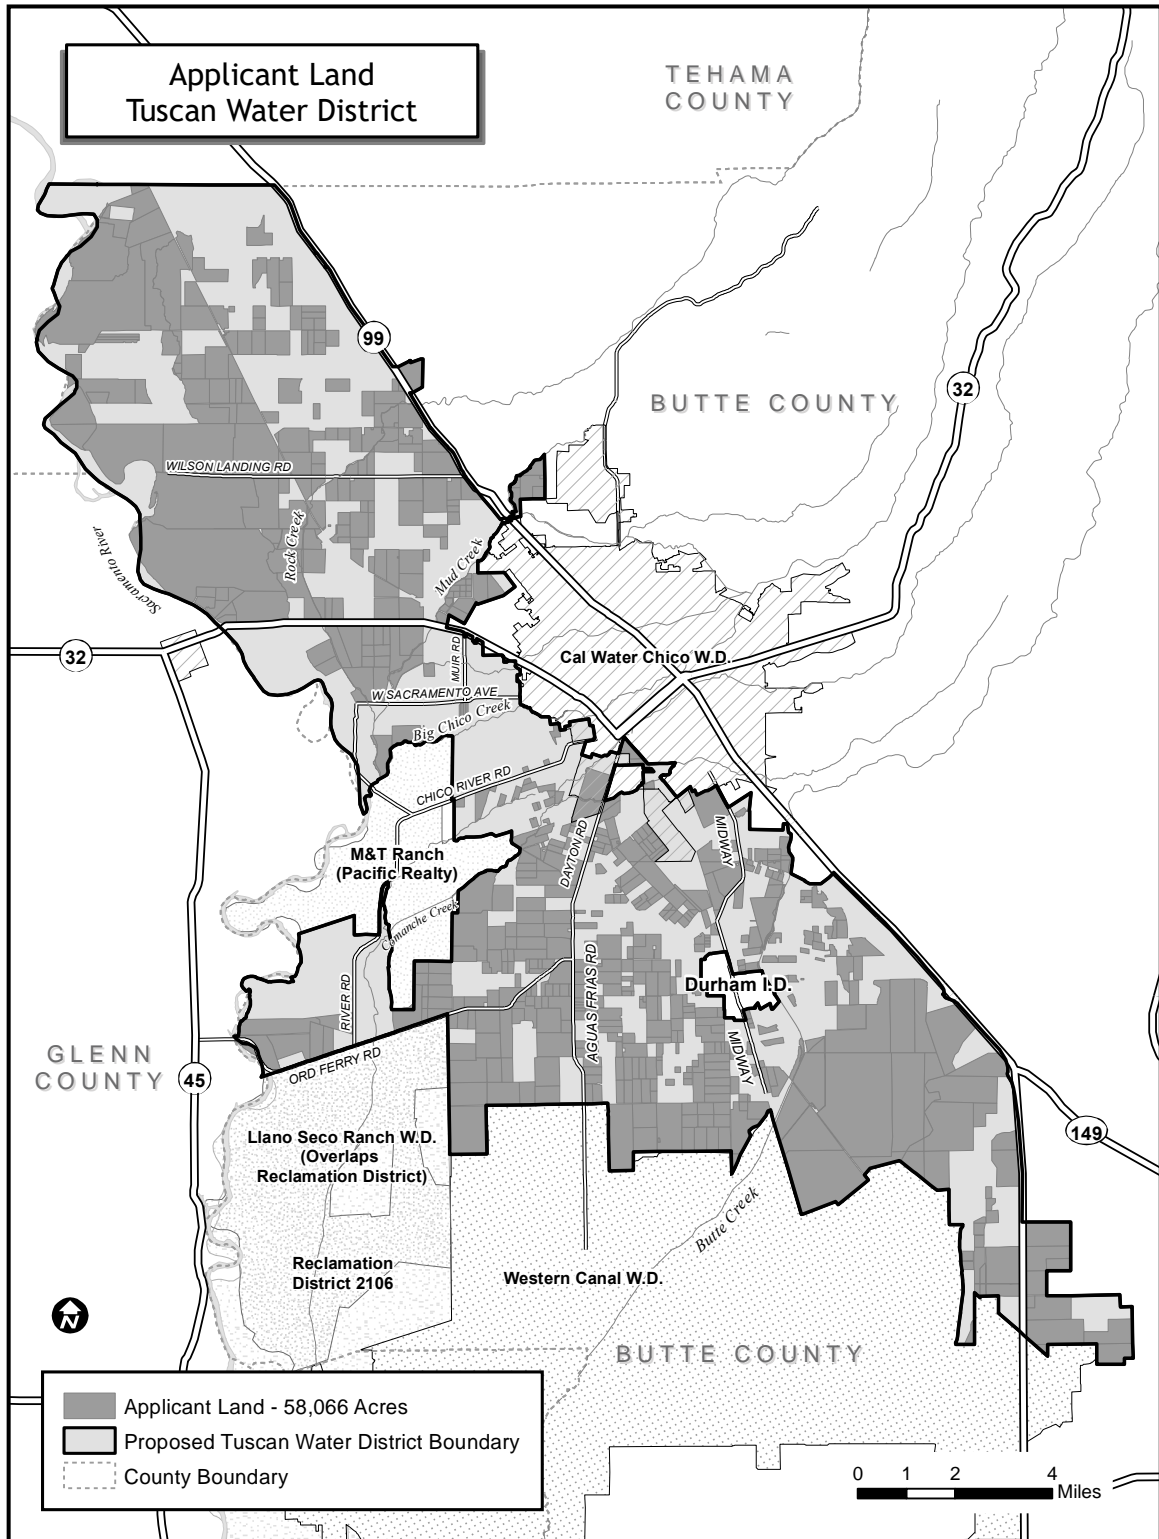 Applicant Land
Tuscan Water District
TEHAMA
COUNTY
99
BUTTE COUNTY
32
WILSON LANDING RD
Rock Creek
Mud Creek
Sacramento River
32
MUIR RD
Cal Water Chico W.D.
W SACRAMENTO AVE
Big Chico Creek
CHICO RIVER RD
DAYTON RD
MIDWAY
M&T Ranch
(Pacific Realty)
Comanche Creek
RIVER RD
AGUAS FRIAS RD
Durham I.D.
MIDWAY
GLENN
COUNTY
45
ORD FERRY RD
149
Llano Seco Ranch W.D.
(Overlaps
Reclamation District)
Butte Creek
Reclamation
District 2106
Western Canal W.D.
N
BUTTE COUNTY
Applicant Land - 58,066 Acres
Proposed Tuscan Water District Boundary
County Boundary
0 1 2 4
Miles